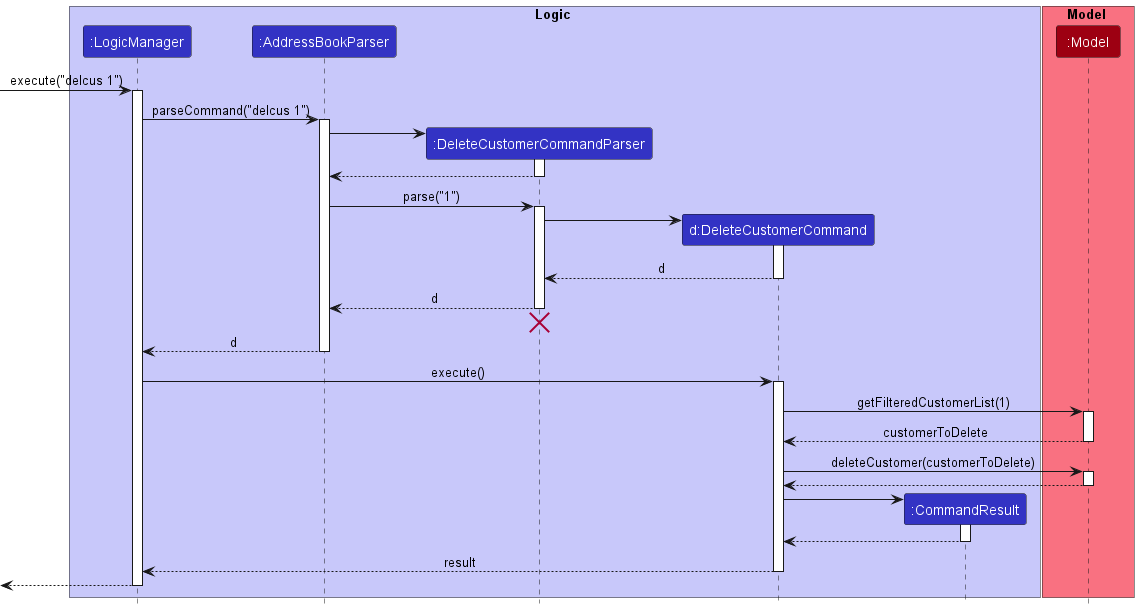 Logic
Model
:LogicManager
:AddressBookParser
:Model
execute("delcus 1")
parseCommand("delcus 1")
:DeleteCustomerCommandParser
parse("1")
d:DeleteCustomerCommand
d
d
d
execute()
getFilteredCustomerList(1)
customerToDelete
deleteCustomer(customerToDelete)
:CommandResult
result